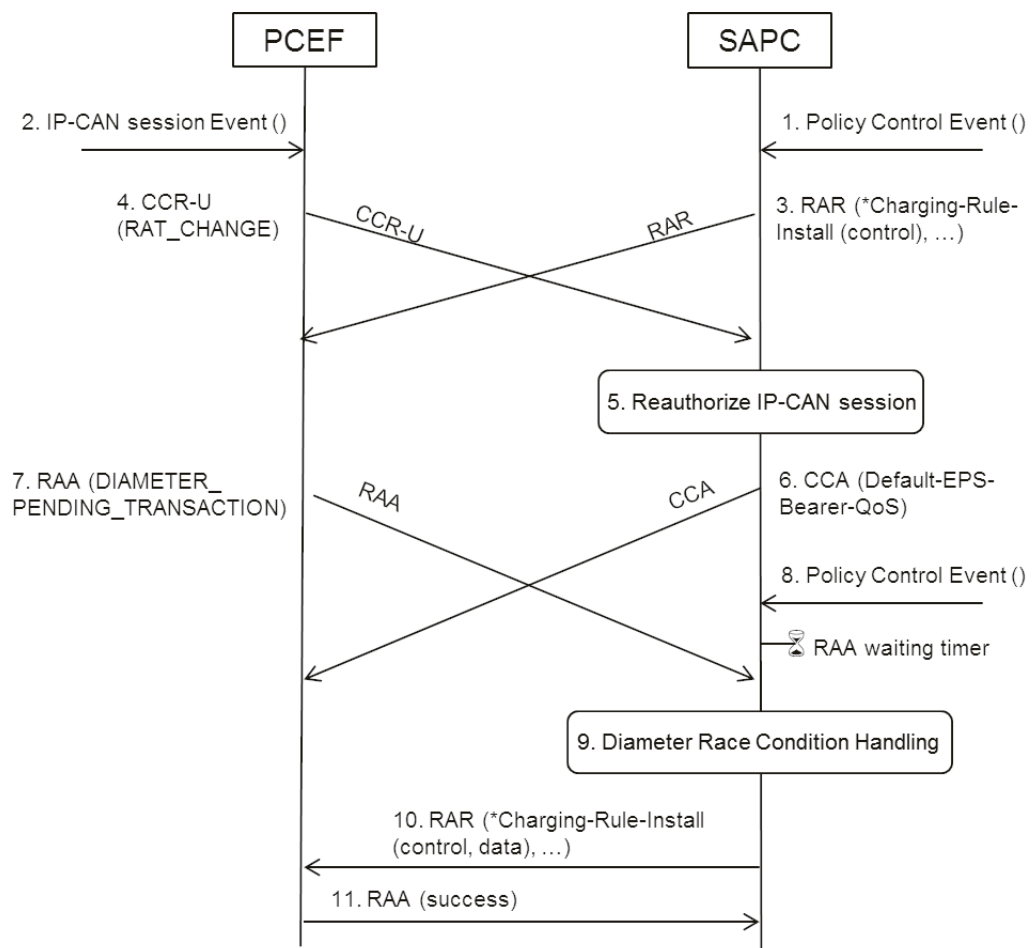 PCEF
SAPC
2. IP-CAN session Event ()
1. Policy Control Event ()
4. CCR-U
(RAT_CHANGE)
CCR-U
RAR
3. RAR (*Charging-Rule-
Install (control), …)
5. Reauthorize IP-CAN session
7. RAA (DIAMETER_
PENDING_TRANSACTION)
RAA
CCA
6. CCA (Default-EPS-
Bearer-QoS)
8. Policy Control Event ()
RAA waiting timer
9. Diameter Race Condition Handling
10. RAR (*Charging-Rule-Install
(control, data), …)
11. RAA (success)